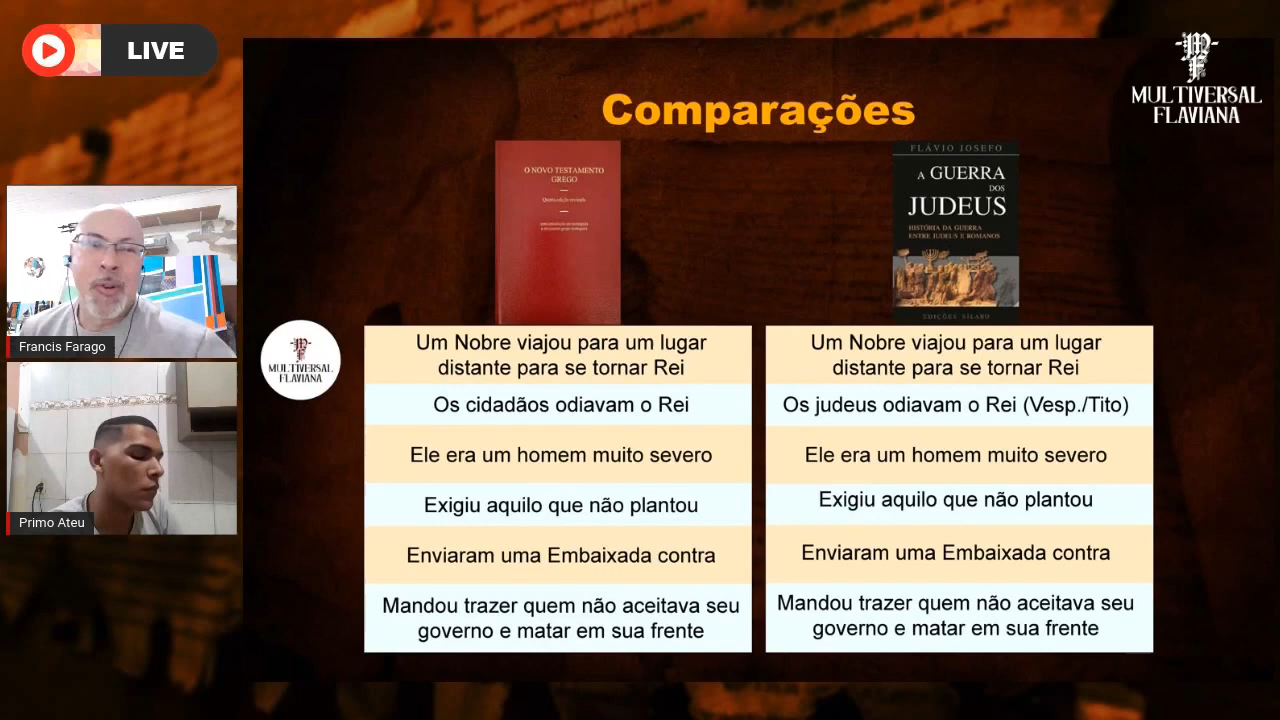 LIVE
MULTIVERSAL
FLAVIANA
Comparações
O NOVO TESTAMENTO
GREGO
FLÁVIO JOSEFO
A GUERRA
DOS
JUDEUS
HISTÓRIA DA GUERRA
ENTRE JUDEUS E ROMANOS
EDIÇÕES SÍLABO
Francis Farago
Primo Ateu
MULTIVERSAL
FLAVIANA
Um Nobre viajou para um lugar
distante para se tornar Rei
Os cidadãos odiavam o Rei
Ele era um homem muito severo
Exigiu aquilo que não plantou
Enviaram uma Embaixada contra
Mandou trazer quem não aceitava seu
governo e matar em sua frente
Um Nobre viajou para um lugar
distante para se tornar Rei
Os judeus odiavam o Rei (Vesp./Tito)
Ele era um homem muito severo
Exigiu aquilo que não plantou
Enviaram uma Embaixada contra
Mandou trazer quem não aceitava seu
governo e matar em sua frente